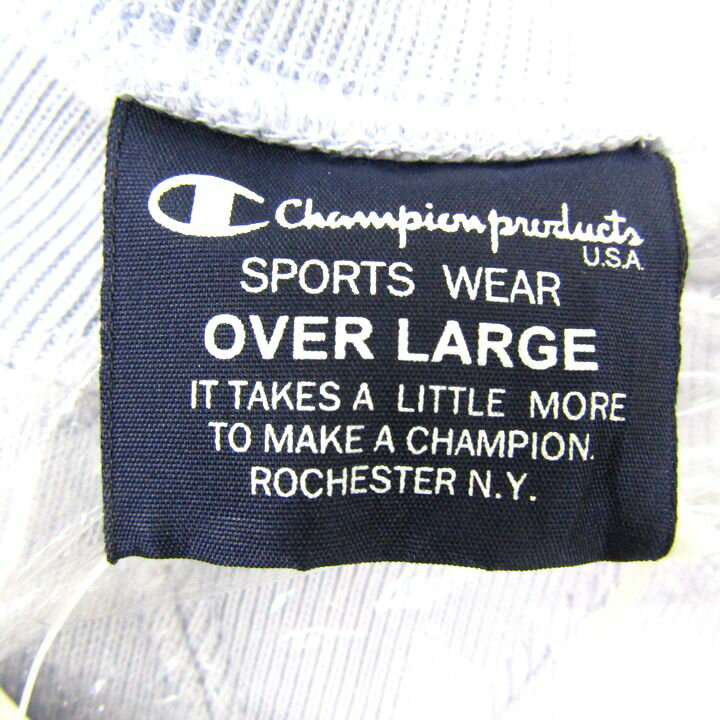 Champion products
U.S.A.
SPORTS WEAR
OVER LARGE
IT TAKES A LITTLE MORE
TO MAKE A CHAMPION.
ROCHESTER N.Y.